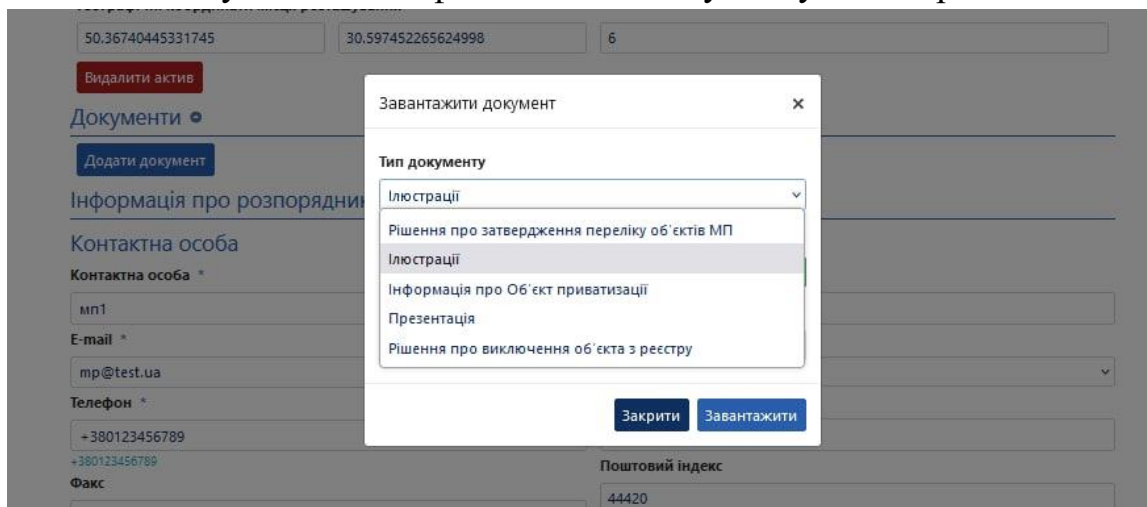 50.36740445331745 30.597452265624998 6
Видалити актив
Документи
Додати документ
Інформація про розпорядник
Контактна особа
Контактна особа *
мп1
E-mail *
mp@test.ua
Телефон *
+380123456789
+380123456789
Факс
Поштовий індекс
44420
Завантажити документ ×
Тип документу
Ілюстрації
Рішення про затвердження переліку об'єктів МП
Ілюстрації
Інформація про Об'єкт приватизації
Презентація
Рішення про виключення об'єкта з реєстру
Закрити Завантажити